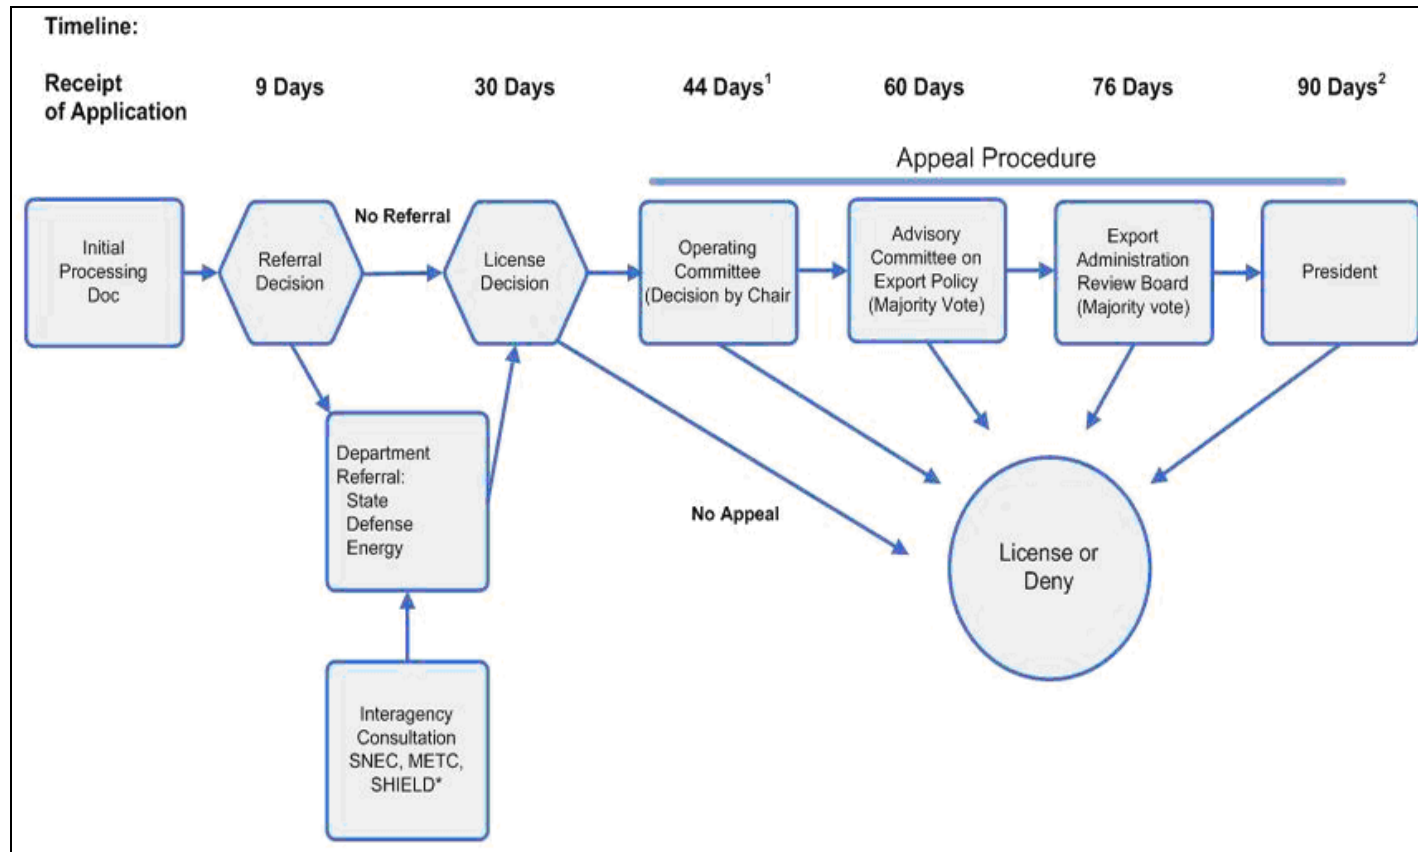 Timeline:
Receipt
of Application
9 Days
30 Days
44 Days¹
60 Days
76 Days
90 Days²
Appeal Procedure
Initial
Processing
Doc
Referral
Decision
No Referral
License
Decision
Operating
Committee
(Decision by Chair
Advisory
Committee on
Export Policy
(Majority Vote)
Export
Administration
Review Board
(Majority vote)
President
Department
Referral:
State
Defense
Energy
No Appeal
License or
Deny
Interagency
Consultation
SNEC, METC,
SHIELD*